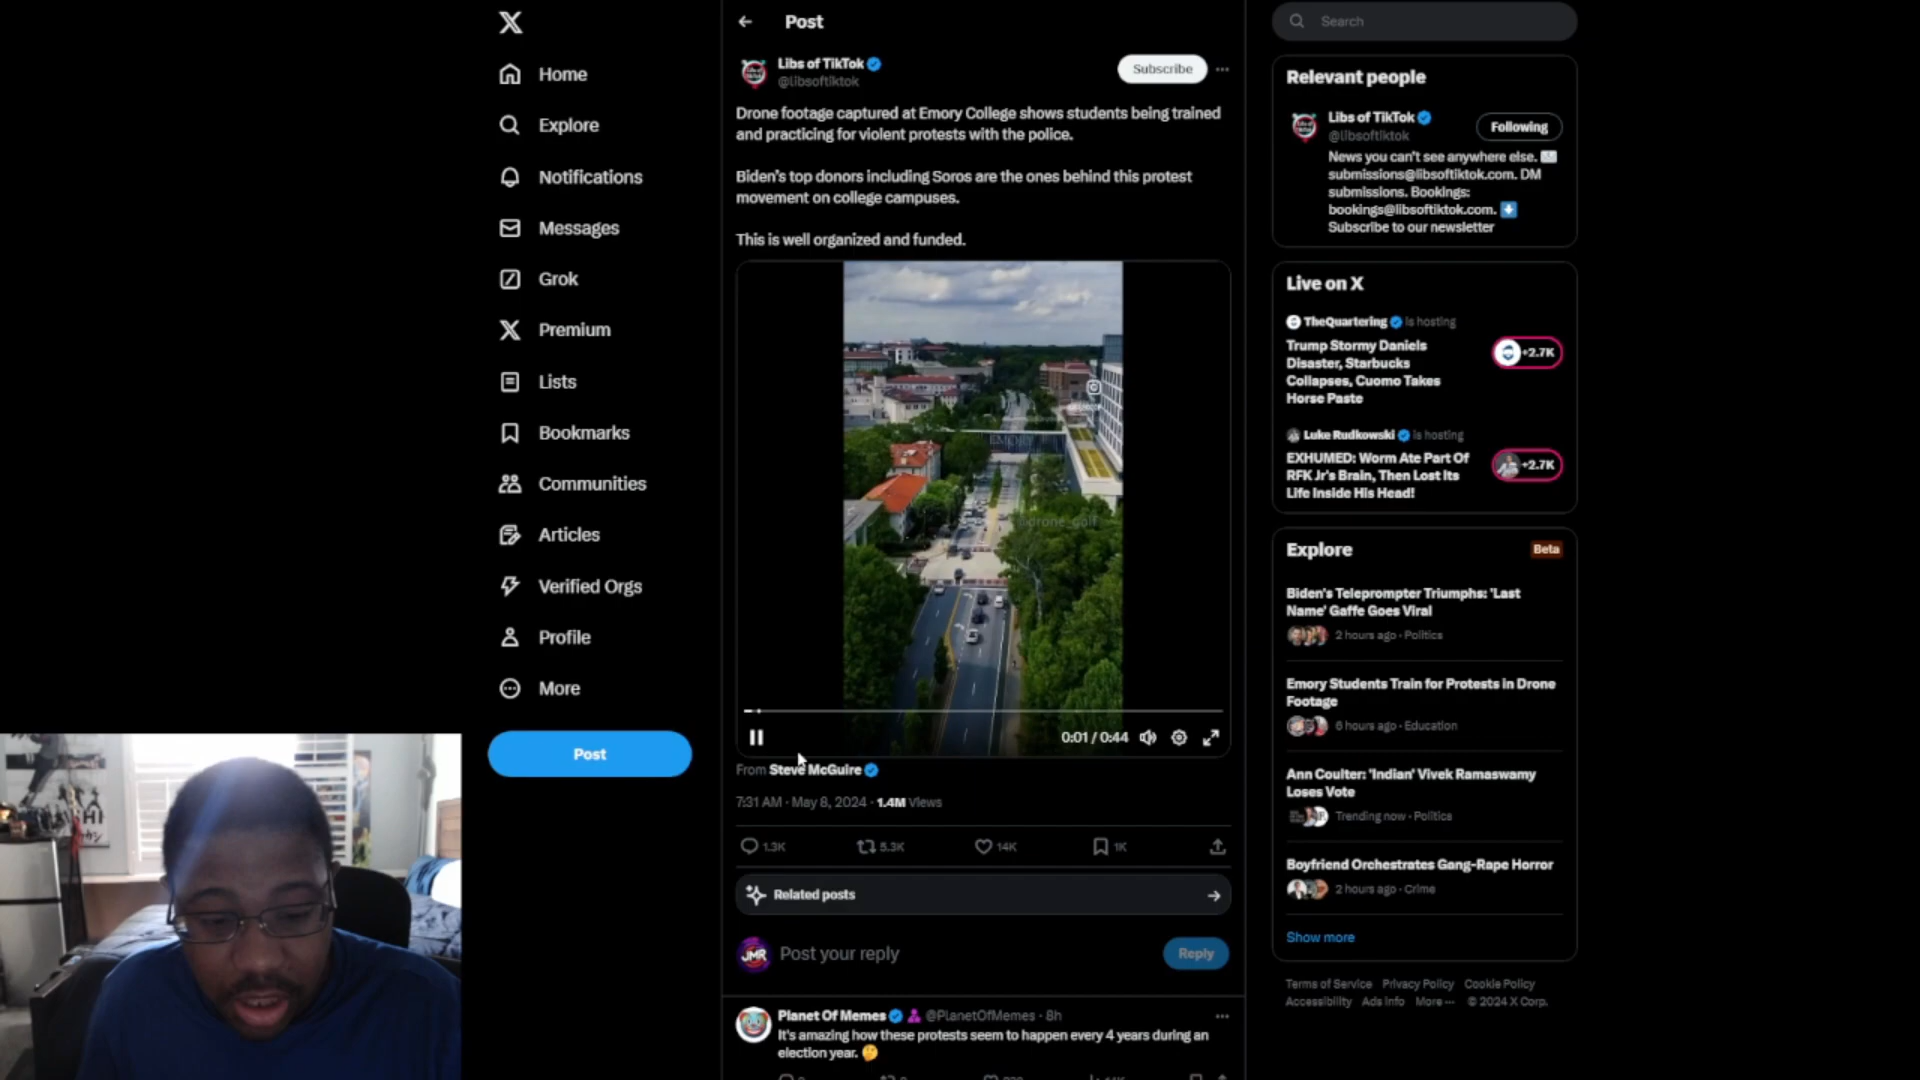 Home
Explore
Notifications
Messages
Grok
Premium
Lists
Bookmarks
Communities
Articles
Verified Orgs
Profile
More
Post
HI
Post
Libs of TikTok
@libsoftiktok
Subscribe
Drone footage captured at Emory College shows students being trained
and practicing for violent protests with the police.
Biden's top donors including Soros are the ones behind this protest
movement on college campuses.
This is well organized and funded.
EMORY
@drone_golf
0:01 / 0:44
From Steve McGuire
7:31 AM · May 8, 2024 · 1.4M Views
1.3K
5.3K
14K
1K
Related posts
JMR
Post your reply
Reply
Planet Of Memes @PlanetOfMemes · 8h
It's amazing how these protests seem to happen every 4 years during an
election year.
Search
Relevant people
Libs of TikTok
@libsoftiktok
Following
News you can't see anywhere else.
submissions@libsoftiktok.com. DM
submissions. Bookings:
bookings@libsoftiktok.com.
Subscribe to our newsletter
Live on X
TheQuartering is hosting
Trump Stormy Daniels
Disaster, Starbucks
Collapses, Cuomo Takes
Horse Paste
+2.7K
Luke Rudkowski is hosting
EXHUMED: Worm Ate Part Of
RFK Jr's Brain, Then Lost Its
Life Inside His Head!
+2.7K
Explore
Beta
Biden's Teleprompter Triumphs: 'Last
Name' Gaffe Goes Viral
2 hours ago · Politics
Emory Students Train for Protests in Drone
Footage
6 hours ago · Education
Ann Coulter: 'Indian' Vivek Ramaswamy
Loses Vote
Trending now · Politics
Boyfriend Orchestrates Gang-Rape Horror
2 hours ago · Crime
Show more
Terms of Service Privacy Policy Cookie Policy
Accessibility Ads info More ··· © 2024 X Corp.